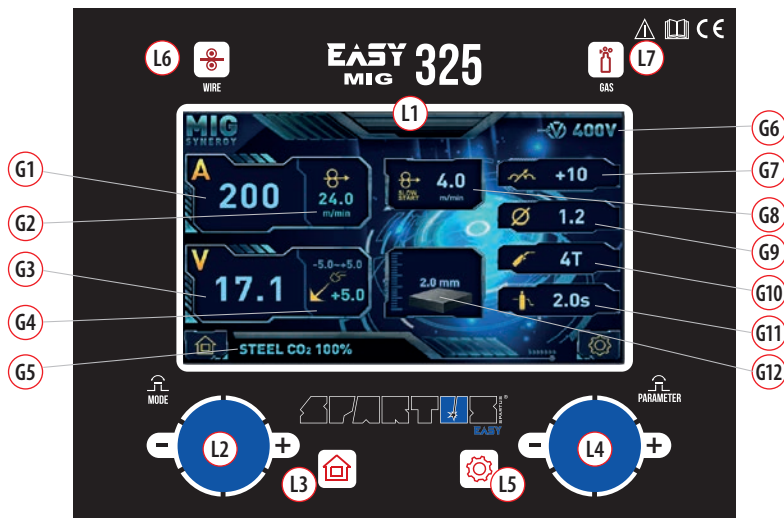 L6
WIRE
EASY
MIG 325
L7
GAS
CE
L1
MIG
SYNERGY
400V
A
200
24.0
m/min
SLOW
START
4.0
m/min
+10
1.2
4T
2.0s
V
17.1
-5.0~+5.0
+5.0
2.0 mm
STEEL CO₂ 100%
G1
G2
G3
G4
G5
G6
G7
G8
G9
G10
G11
G12
MODE
L2
- +
L3
SPARTUS®
EASY
L5
PARAMETER
L4
- +